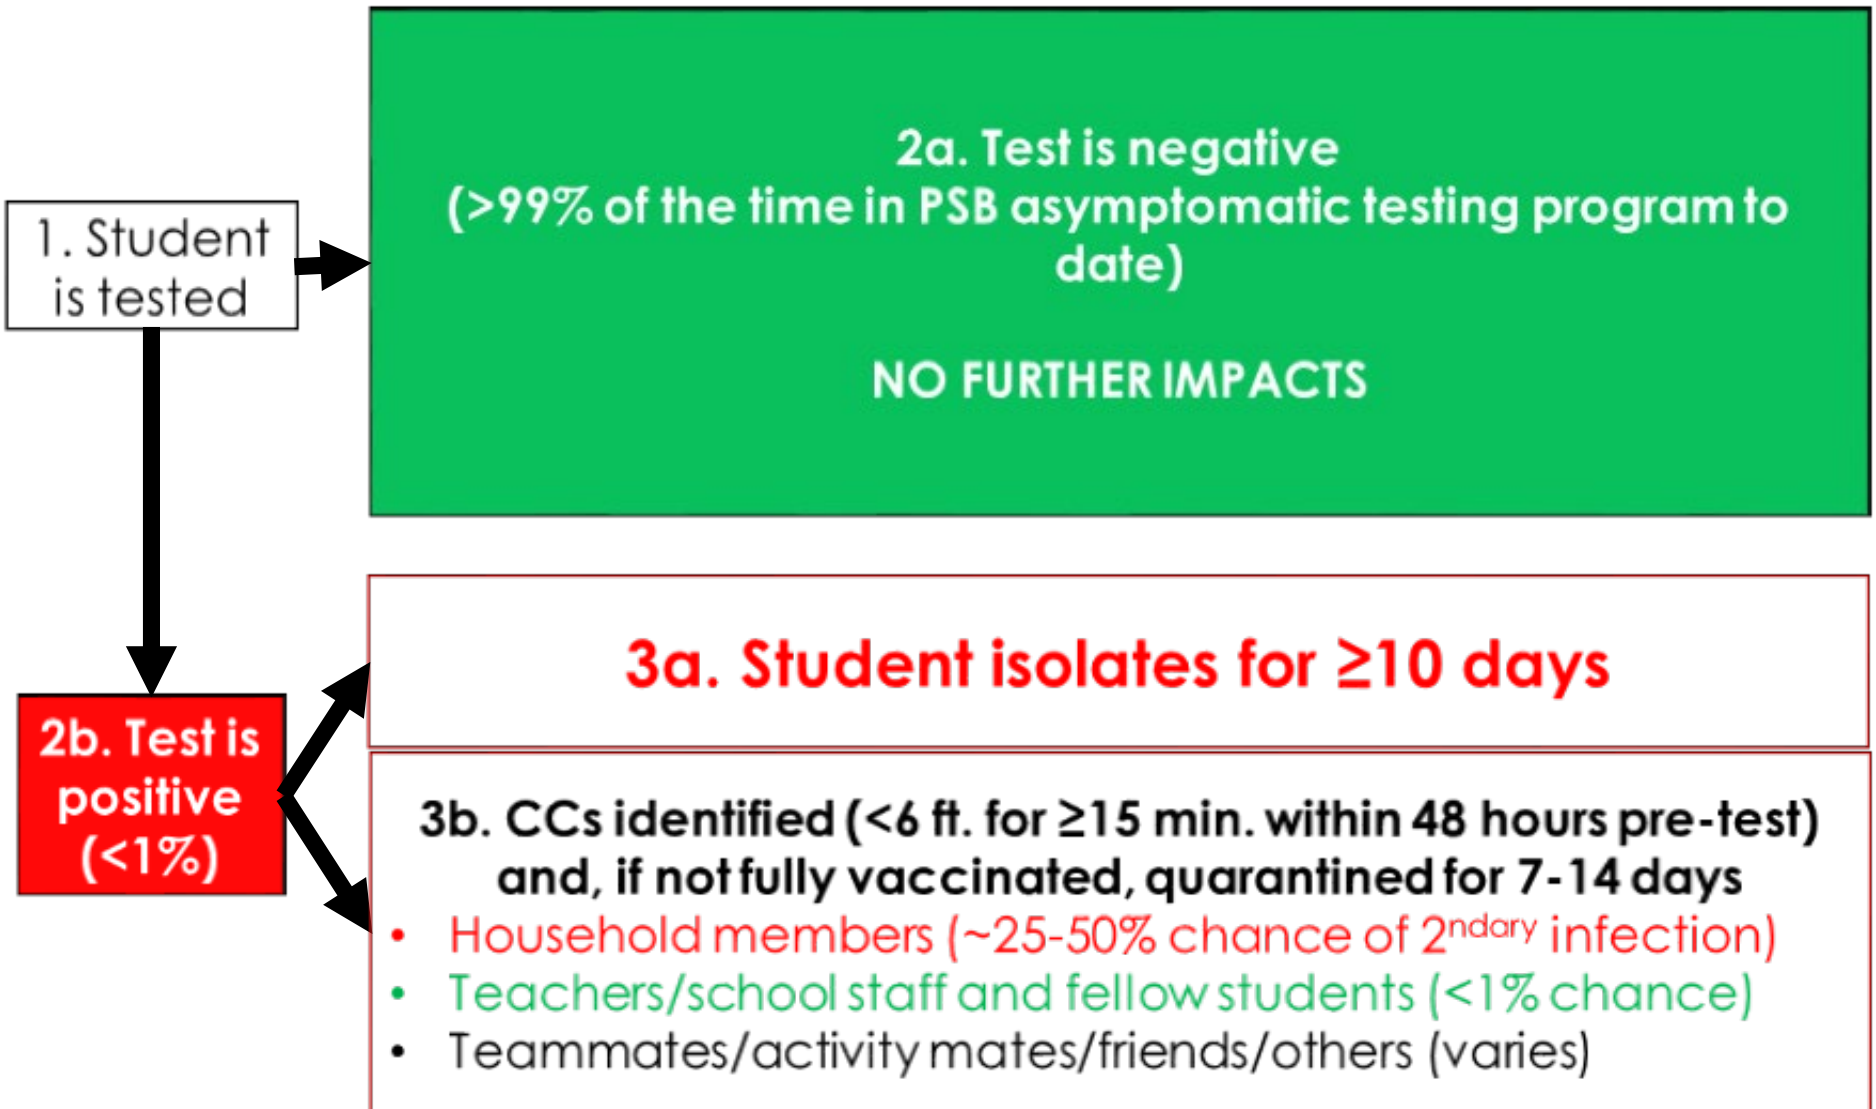 1. Student
is tested
2a. Test is negative
(>99% of the time in PSB asymptomatic testing program to
date)
NO FURTHER IMPACTS
2b. Test is
positive
(<1%)
3a. Student isolates for ≥10 days
3b. CCs identified (<6 ft. for ≥15 min. within 48 hours pre-test)
and, if not fully vaccinated, quarantined for 7-14 days
• Household members (~25-50% chance of 2ndary infection)
• Teachers/school staff and fellow students (<1% chance)
• Teammates/activity mates/friends/others (varies)